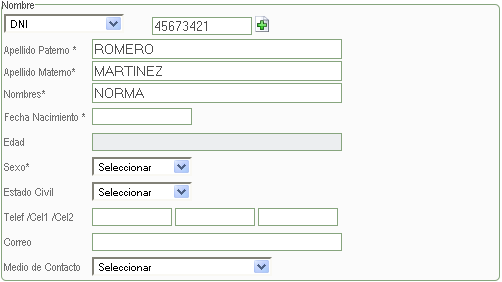 Nombre
DNI 45673421
Apellido Paterno * ROMERO
Apellido Materno* MARTINEZ
Nombres* NORMA
Fecha Nacimiento *
Edad
Sexo* Seleccionar
Estado Civil Seleccionar
Telef /Cel1 /Cel2
Correo
Medio de Contacto Seleccionar